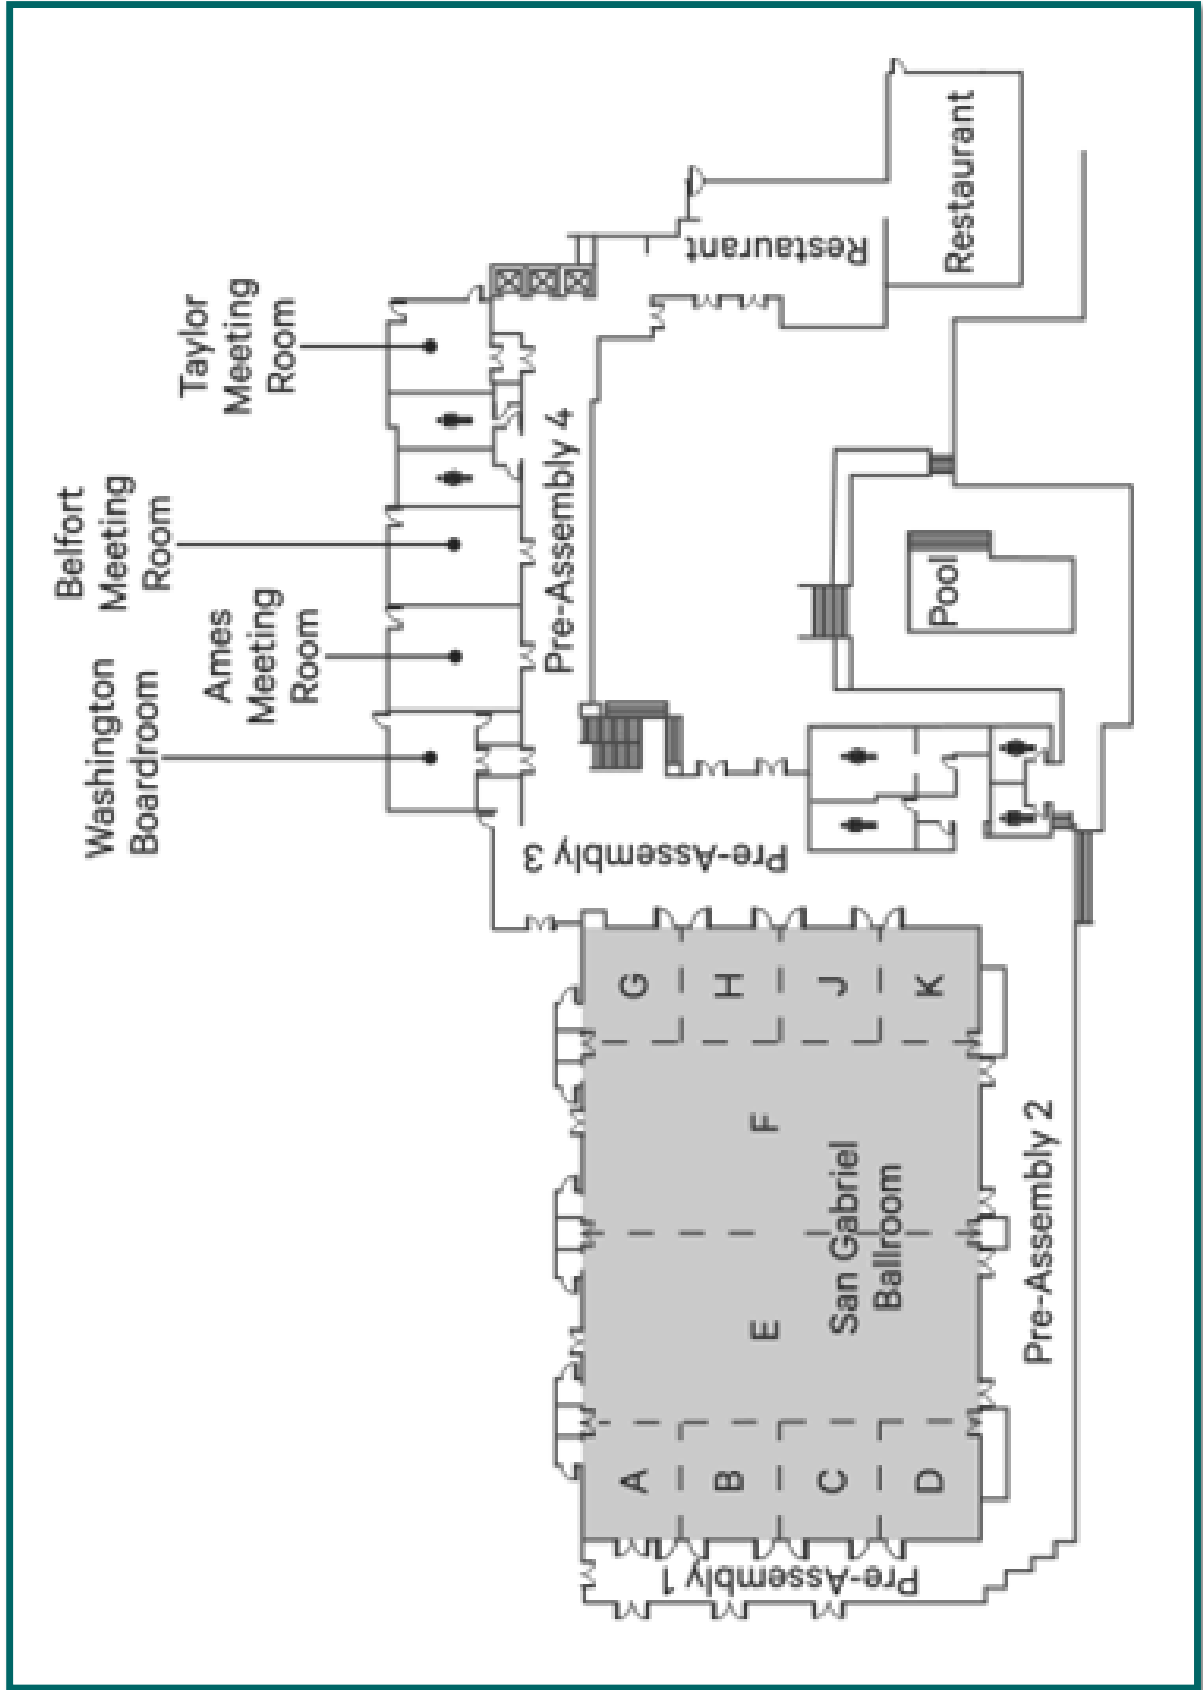 Washington
Boardroom
Ames
Meeting
Room
Belfort
Meeting
Room
Taylor
Meeting
Room
Pre-Assembly 4
Restaurant
Restaurant
Pre-Assembly 3
Pool
A
B
C
D
E
F
G
H
J
K
San Gabriel
Ballroom
Pre-Assembly 1
Pre-Assembly 2